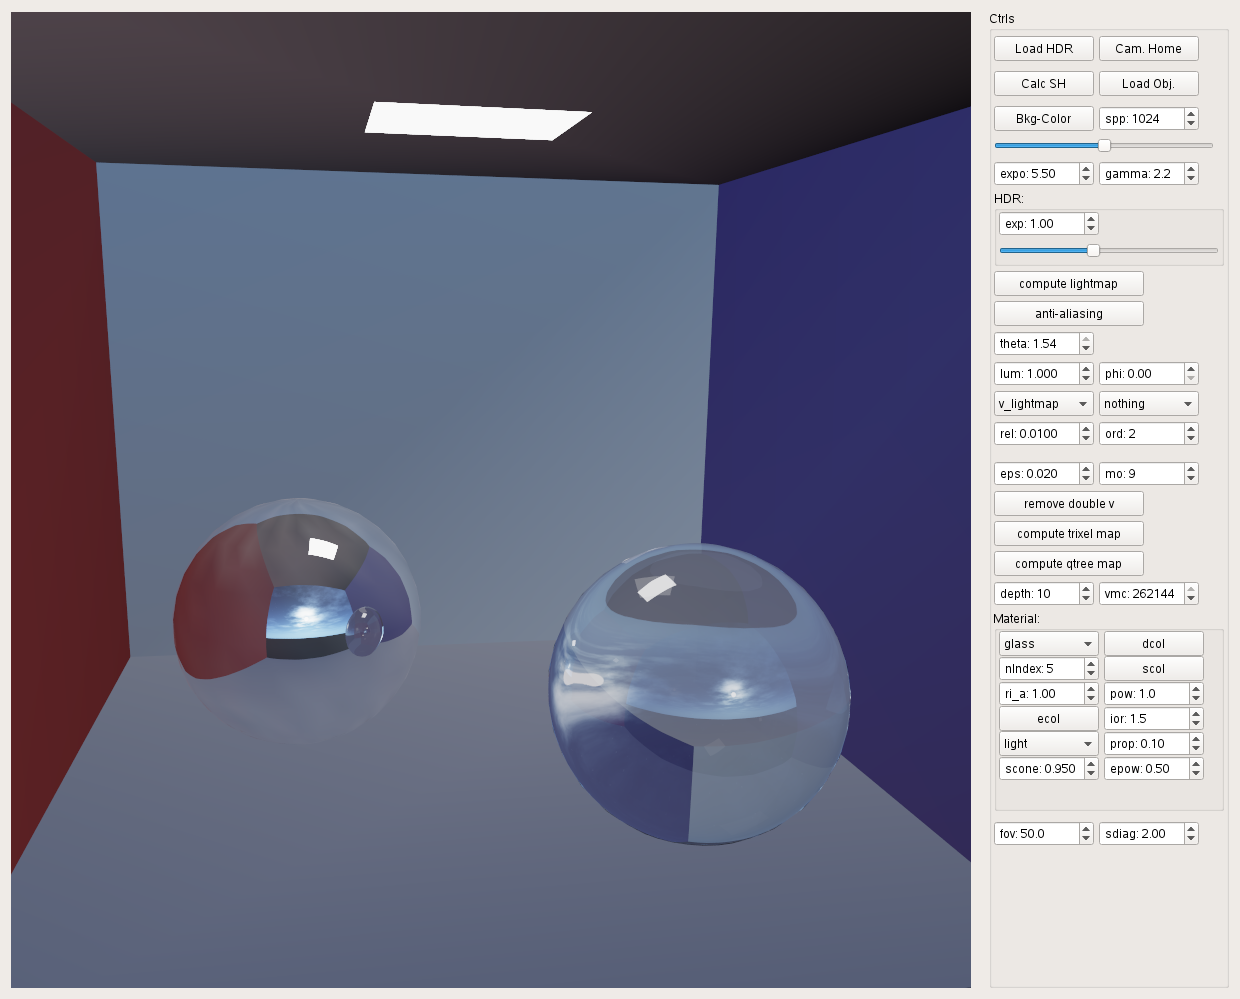 Ctrls
Load HDR Cam. Home
Calc SH Load Obj.
Bkg-Color spp: 1024
expo: 5.50 gamma: 2.2
HDR:
exp: 1.00
compute lightmap
anti-aliasing
theta: 1.54
lum: 1.000 phi: 0.00
v_lightmap nothing
rel: 0.0100 ord: 2
eps: 0.020 mo: 9
remove double v
compute trixel map
compute qtree map
depth: 10 vmc: 262144
Material:
glass dcol
nIndex: 5 scol
ri_a: 1.00 pow: 1.0
ecol ior: 1.5
light prop: 0.10
scone: 0.950 epow: 0.50
fov: 50.0 sdiag: 2.00